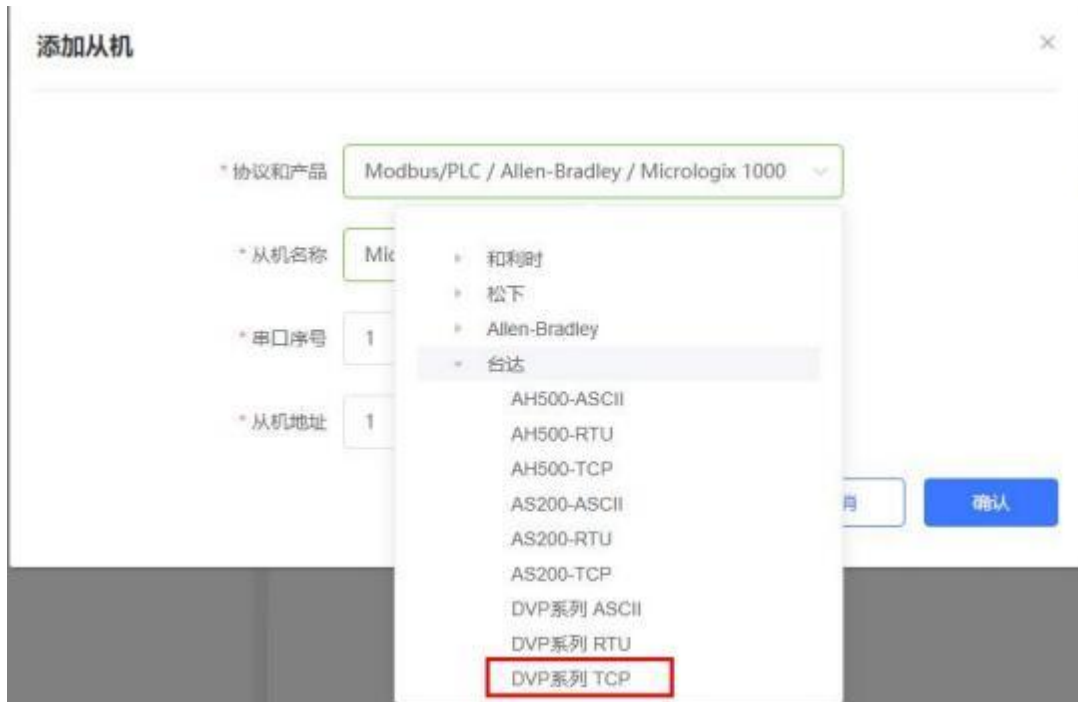 添加从机
* 协议和产品 Modbus/PLC / Allen-Bradley / Micrologix 1000
* 从机名称 Mic
和利时
松下
Allen-Bradley
* 串口序号 1
台达
AH500-ASCII
* 从机地址 1
AH500-RTU
AH500-TCP
AS200-ASCII
消 确认
AS200-RTU
AS200-TCP
DVP系列 ASCII
DVP系列 RTU
DVP系列 TCP